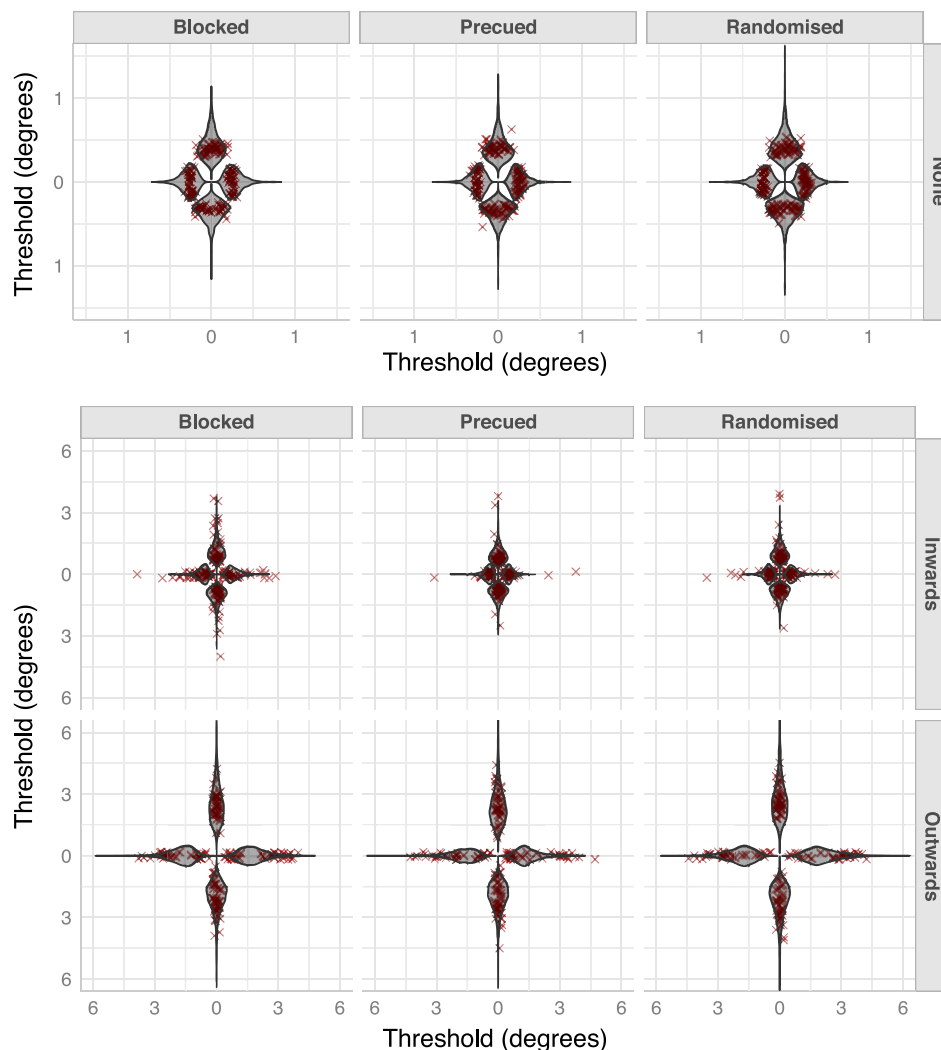 Blocked Precued Randomised
Threshold (degrees)
1
0
1
None
1 0 1 1 0 1 1 0 1
Threshold (degrees)
Blocked Precued Randomised
Threshold (degrees)
6
3
0
3
6
Inwards
6
3
0
3
6
Outwards
6 3 0 3 6 6 3 0 3 6 6 3 0 3 6
Threshold (degrees)